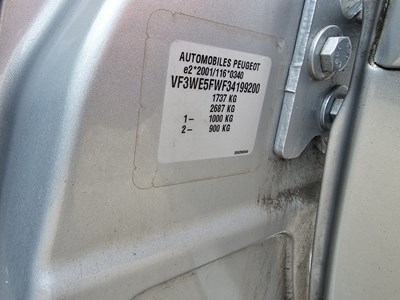 AUTOMOBILES PEUGEOT
e2*2001/116*0340
VF3WE5FWF34199200
1737 KG
2687 KG
1- 1000 KG
2- 900 KG